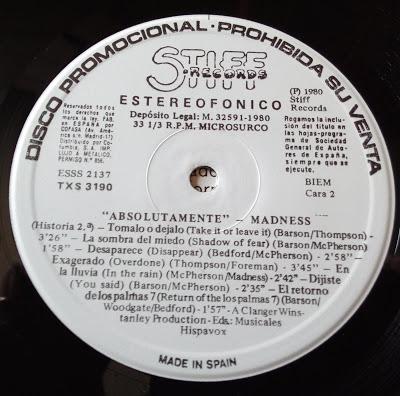 DISCO PROMOCIONAL · PROHIBIDA SU VENTA
STIFF
·RECORDS·
ESTEREOFONICO
Depósito Legal: M. 32591-1980
33 1/3 R.P.M. MICROSURCO
Reservados todos
los derechos que
marca la ley. FAB.
en ESPAÑA por
COFASA (Av. Amé-
rica s.n. Madrid-17)
Distribuido por
Columbia, S.A. IMP.
LUJO A METALICO,
PERMISO N.º 856.
ESSS 2137
TXS 3190
(P) 1980
Stiff
Records
Rogamos la inclu-
sión del título en
las hojas-progra-
ma de Sociedad
General de Auto-
res de España,
siempre que se
ejecute.
BIEM
Cara 2
"ABSOLUTAMENTE" — MADNESS
(Historia 2.ª) - Tomalo o dejalo (Take it or leave it) (Barson/Thompson) -
3'26" — La sombra del miedo (Shadow of fear) (Barson/McPherson)
1'58" — Desaparece (Disappear) (Bedford/McPherson) - 2'58" —
Exagerado (Overdone) (Thompson/Foreman) - 3'45" — En
la lluvia (In the rain) (McPherson/Madness) - 2'42" — Dijiste
(You said) (Barson/McPherson) - 2'35" — El retorno
de los palmas 7 (Return of the los palmas 7) (Barson/
Woodgate/Bedford) - 1'57" - A Clanger Wins-
tanley Production - Eds.: Musicales
Hispavox
MADE IN SPAIN